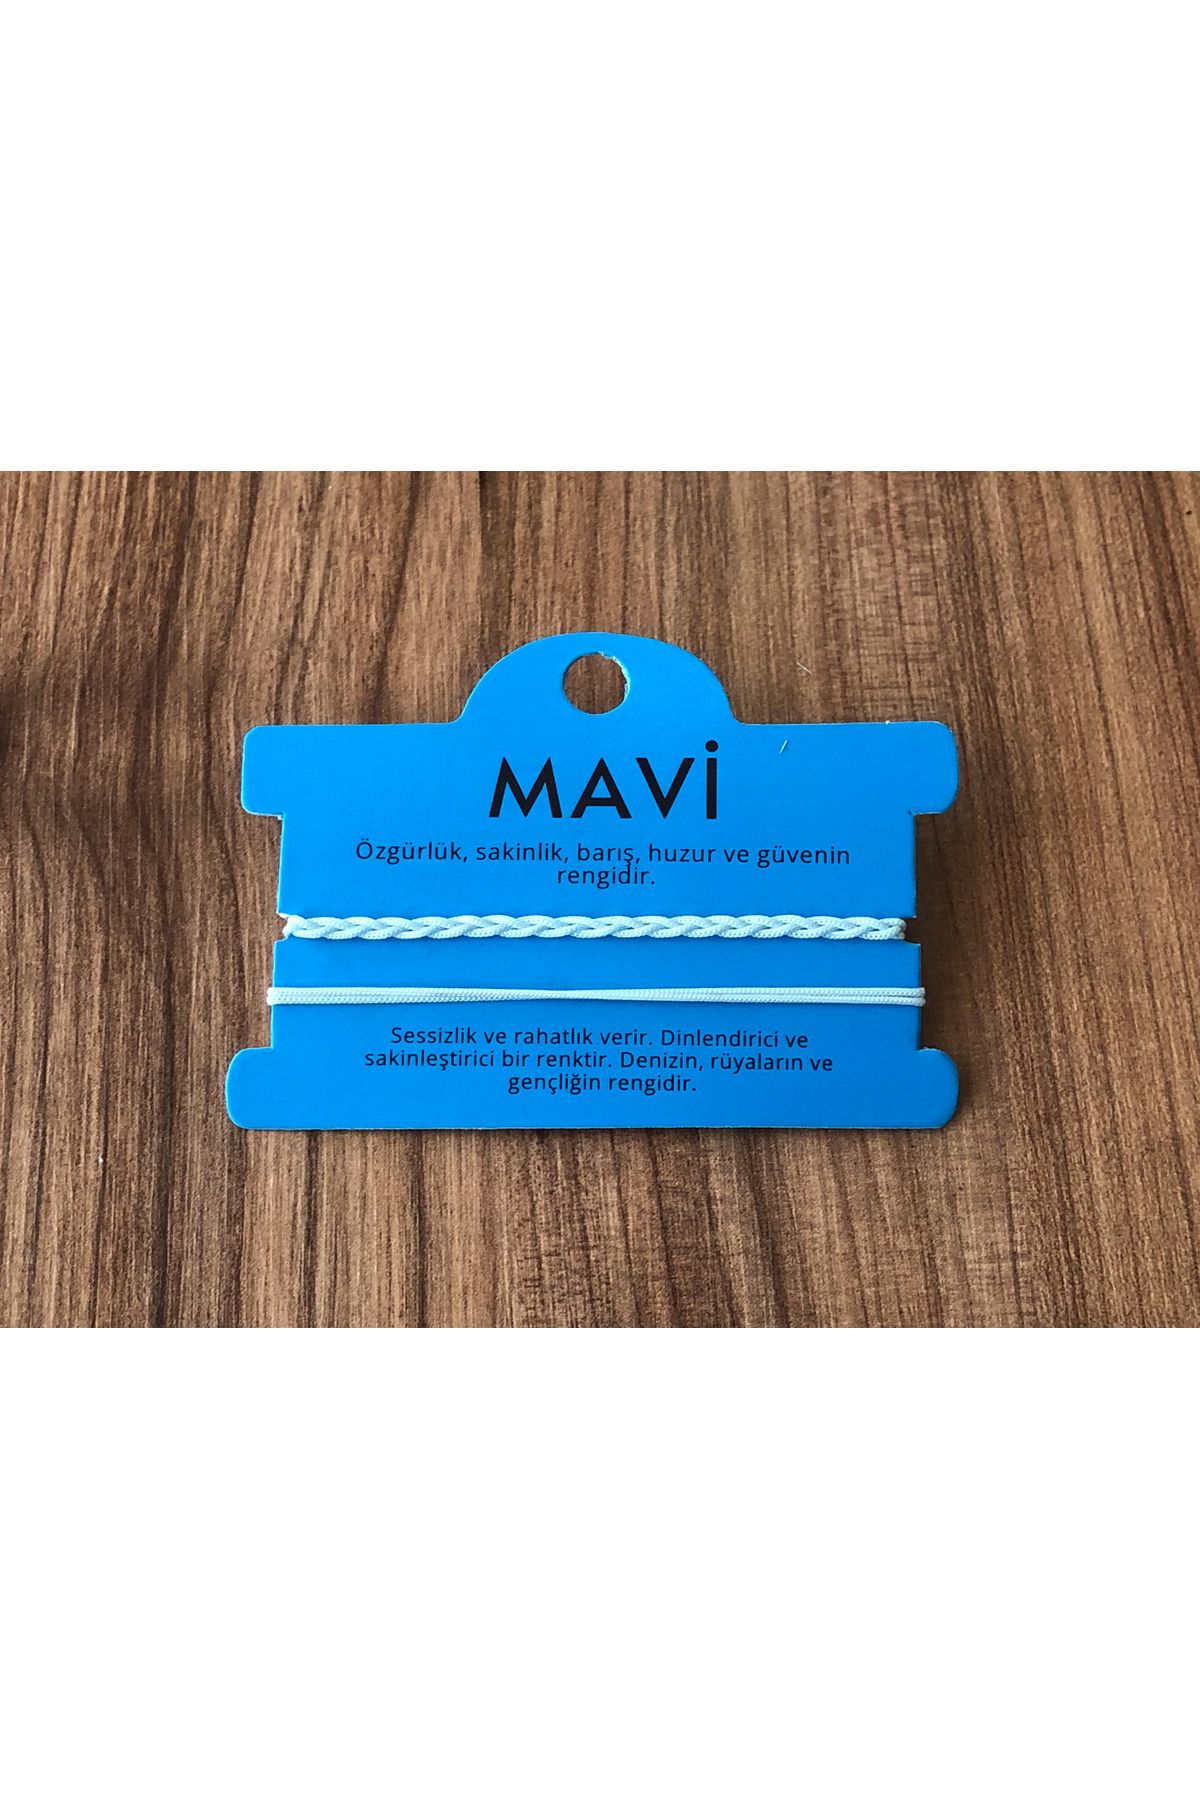 MAVİ
Özgürlük, sakinlik, barış, huzur ve güvenin
rengidir.
Sessizlik ve rahatlık verir. Dinlendirici ve
sakinleştirici bir renktir. Denizin, rüyaların ve
gençliğin rengidir.